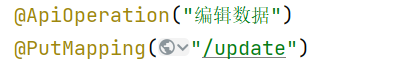 @ApiOperation("编辑数据")
@PutMapping("/update")